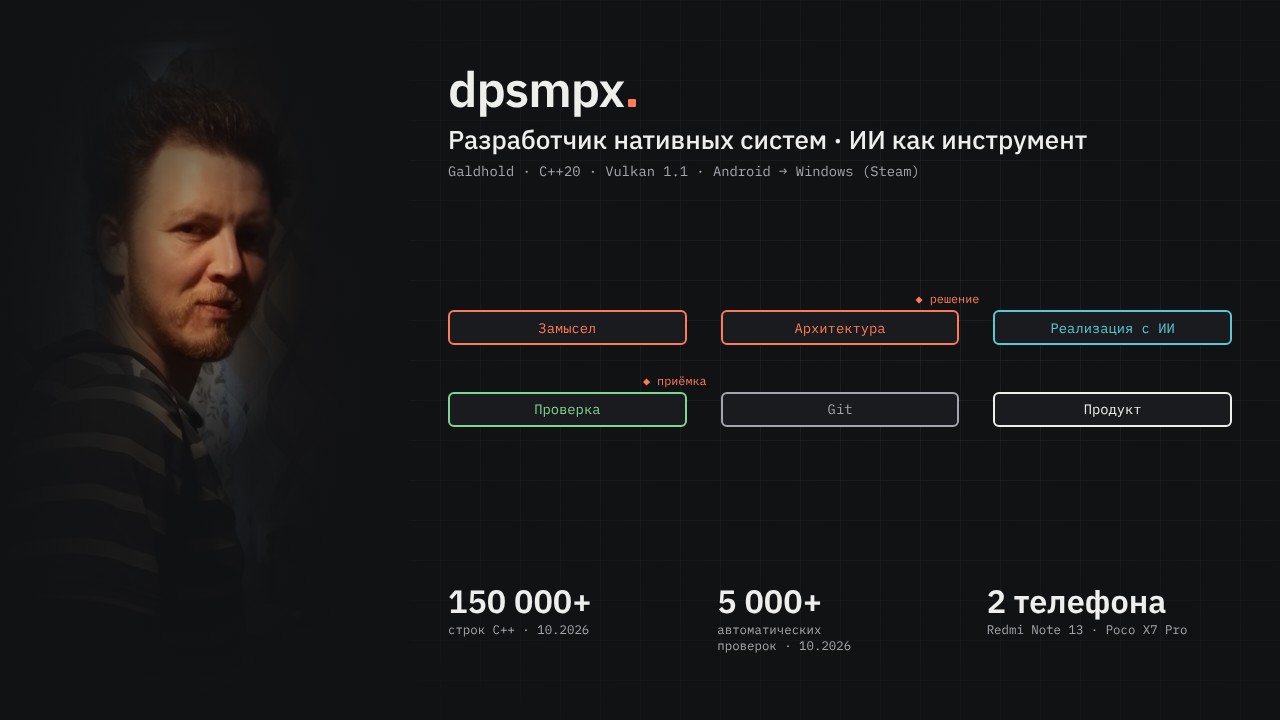 dpsmpx.
Разработчик нативных систем · ИИ как инструмент
Galdhold · C++20 · Vulkan 1.1 · Android → Windows (Steam)
◆ решение
Замысел
Архитектура
Реализация с ИИ
◆ приёмка
Проверка
Git
Продукт
150 000+
строк C++ · 10.2026
5 000+
автоматических
проверок · 10.2026
2 телефона
Redmi Note 13 · Poco X7 Pro